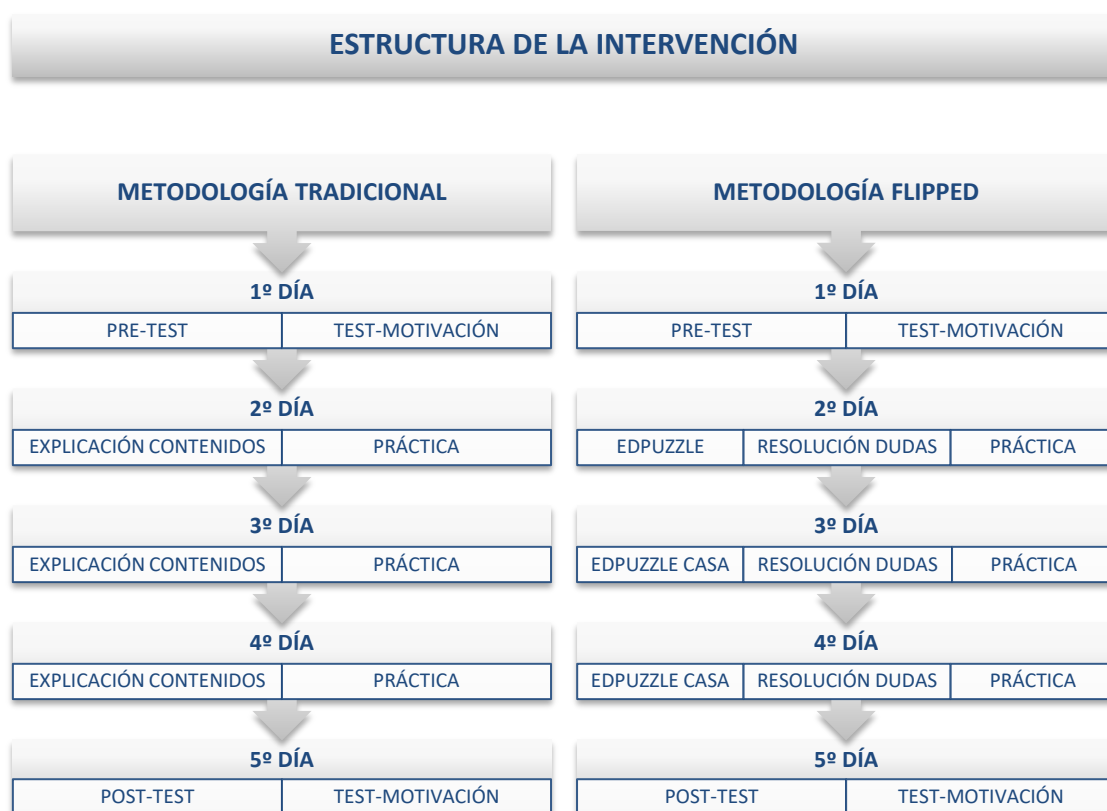 ESTRUCTURA DE LA INTERVENCIÓN
METODOLOGÍA TRADICIONAL
1º DÍA
PRE-TEST TEST-MOTIVACIÓN
2º DÍA
EXPLICACIÓN CONTENIDOS PRÁCTICA
3º DÍA
EXPLICACIÓN CONTENIDOS PRÁCTICA
4º DÍA
EXPLICACIÓN CONTENIDOS PRÁCTICA
5º DÍA
POST-TEST TEST-MOTIVACIÓN
METODOLOGÍA FLIPPED
1º DÍA
PRE-TEST TEST-MOTIVACIÓN
2º DÍA
EDPUZZLE RESOLUCIÓN DUDAS PRÁCTICA
3º DÍA
EDPUZZLE CASA RESOLUCIÓN DUDAS PRÁCTICA
4º DÍA
EDPUZZLE CASA RESOLUCIÓN DUDAS PRÁCTICA
5º DÍA
POST-TEST TEST-MOTIVACIÓN